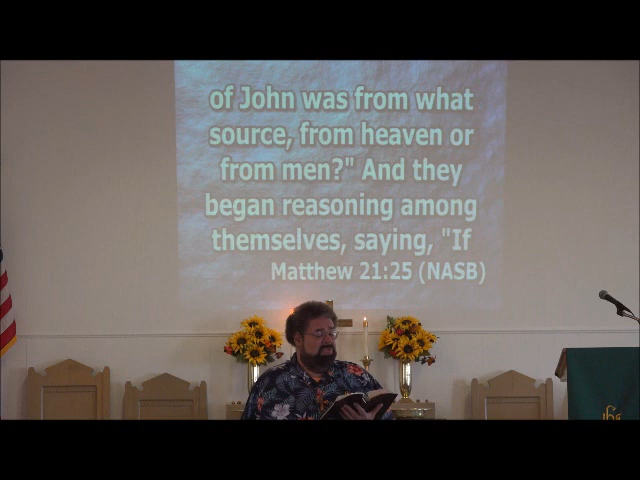 of John was from what
source, from heaven or
from men?" And they
began reasoning among
themselves, saying, "If
Matthew 21:25 (NASB)